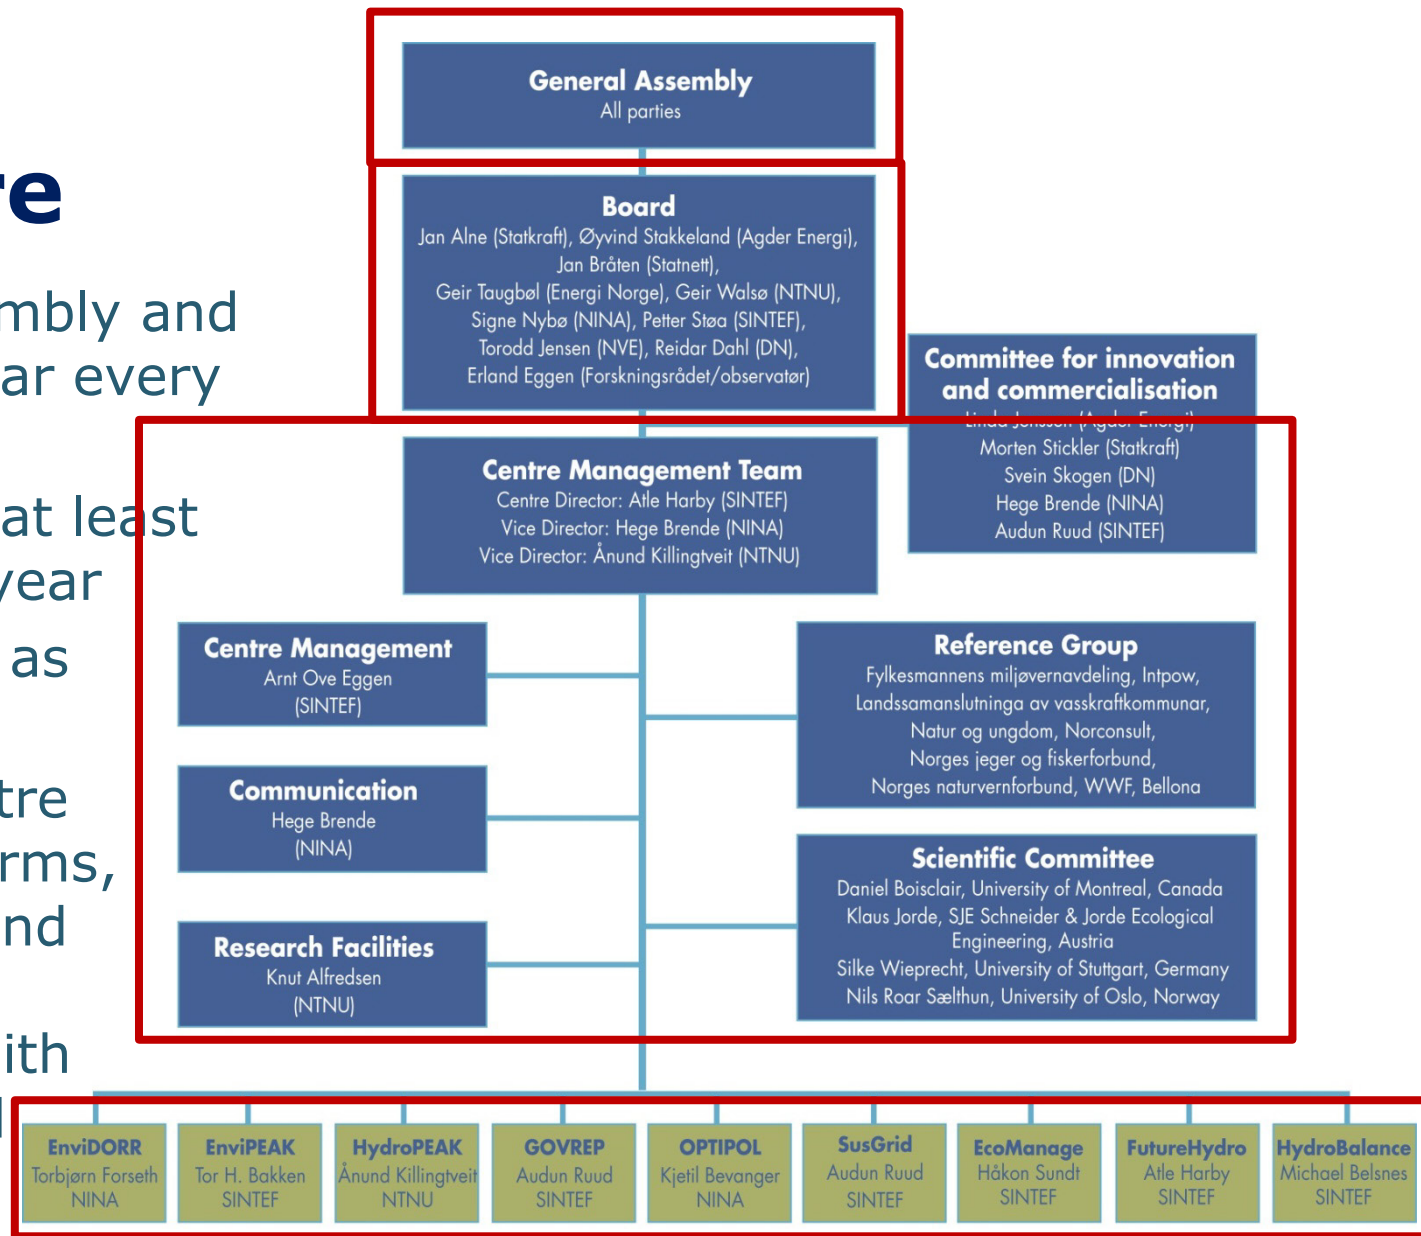 re
mbly and
ar every
at least
year
as
tre
rms,
nd
ith
General Assembly
All parties
Board
Jan Alne (Statkraft), Øyvind Stakkeland (Agder Energi),
Jan Bråten (Statnett),
Geir Taugbøl (Energi Norge), Geir Walsø (NTNU),
Signe Nybø (NINA), Petter Støa (SINTEF),
Torodd Jensen (NVE), Reidar Dahl (DN),
Erland Eggen (Forskningsrådet/observatør)
Committee for innovation
and commercialisation
Linda Jonssen (Agder Energi)
Morten Stickler (Statkraft)
Svein Skogen (DN)
Hege Brende (NINA)
Audun Ruud (SINTEF)
Centre Management Team
Centre Director: Atle Harby (SINTEF)
Vice Director: Hege Brende (NINA)
Vice Director: Ånund Killingtveit (NTNU)
Centre Management
Arnt Ove Eggen
(SINTEF)
Communication
Hege Brende
(NINA)
Research Facilities
Knut Alfredsen
(NTNU)
Reference Group
Fylkesmannens miljøvernavdeling, Intpow,
Landssamanslutninga av vasskraftkommunar,
Natur og ungdom, Norconsult,
Norges jeger og fiskerforbund,
Norges naturvernforbund, WWF, Bellona
Scientific Committee
Daniel Boisclair, University of Montreal, Canada
Klaus Jorde, SJE Schneider & Jorde Ecological
Engineering, Austria
Silke Wieprecht, University of Stuttgart, Germany
Nils Roar Sælthun, University of Oslo, Norway
EnviDORR
Torbjørn Forseth
NINA
EnviPEAK
Tor H. Bakken
SINTEF
HydroPEAK
Ånund Killingtveit
NTNU
GOVREP
Audun Ruud
SINTEF
OPTIPOL
Kjetil Bevanger
NINA
SusGrid
Audun Ruud
SINTEF
EcoManage
Håkon Sundt
SINTEF
FutureHydro
Atle Harby
SINTEF
HydroBalance
Michael Belsnes
SINTEF